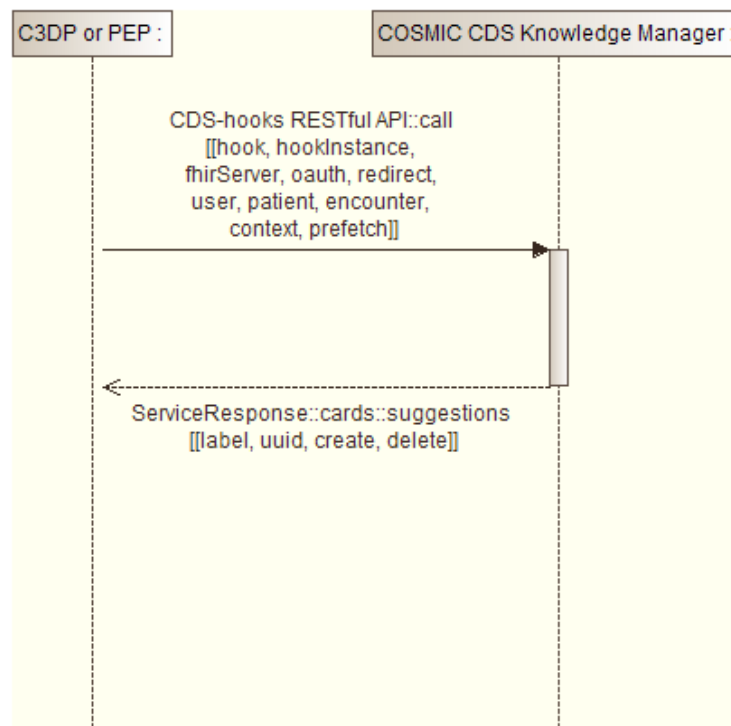 C3DP or PEP :
COSMIC CDS Knowledge Manager :
CDS-hooks RESTful API::call
[[hook, hookInstance,
fhirServer, oauth, redirect,
user, patient, encounter,
context, prefetch]]
ServiceResponse::cards::suggestions
[[label, uuid, create, delete]]